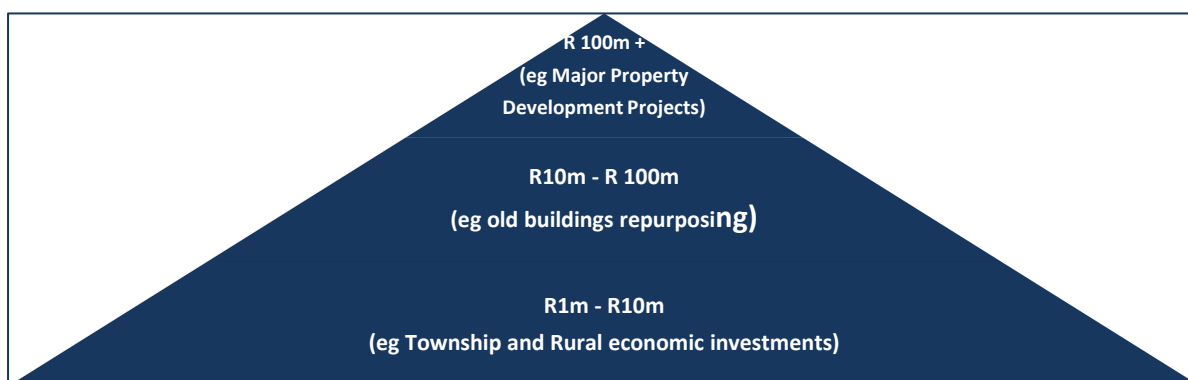 R 100m +
(eg Major Property
Development Projects)
R10m - R 100m
(eg old buildings repurposing)
R1m - R10m
(eg Township and Rural economic investments)